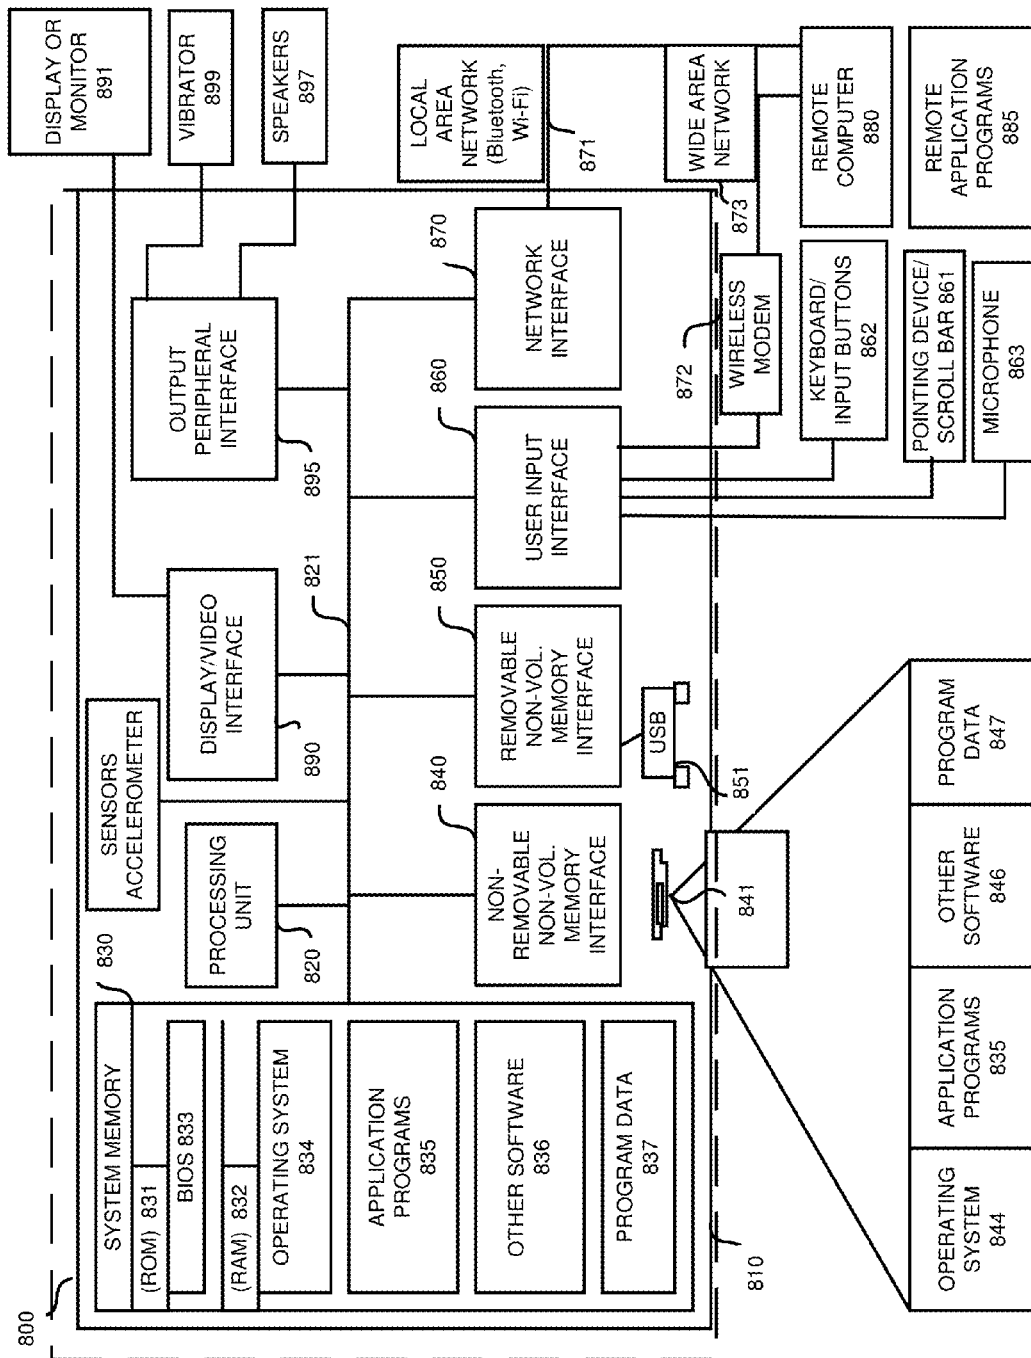 800
SYSTEM MEMORY
830
(ROM) 831
BIOS 833
(RAM) 832
OPERATING SYSTEM
834
APPLICATION
PROGRAMS
835
OTHER SOFTWARE
836
PROGRAM DATA
837
810
SENSORS
ACCELEROMETER
PROCESSING
UNIT
820
DISPLAY/VIDEO
INTERFACE
890
821
OUTPUT
PERIPHERAL
INTERFACE
895
DISPLAY OR
MONITOR
891
VIBRATOR
899
SPEAKERS
897
NON-
REMOVABLE
NON-VOL.
MEMORY
INTERFACE
840
REMOVABLE
NON-VOL.
MEMORY
INTERFACE
850
USER INPUT
INTERFACE
860
NETWORK
INTERFACE
870
LOCAL
AREA
NETWORK
(Bluetooth,
Wi-Fi)
871
WIDE AREA
NETWORK
873
WIRELESS
MODEM
872
USB
851
841
REMOTE
COMPUTER
880
REMOTE
APPLICATION
PROGRAMS
885
KEYBOARD/
INPUT BUTTONS
862
POINTING DEVICE/
SCROLL BAR 861
MICROPHONE
863
OPERATING
SYSTEM
844
APPLICATION
PROGRAMS
835
OTHER
SOFTWARE
846
PROGRAM
DATA
847